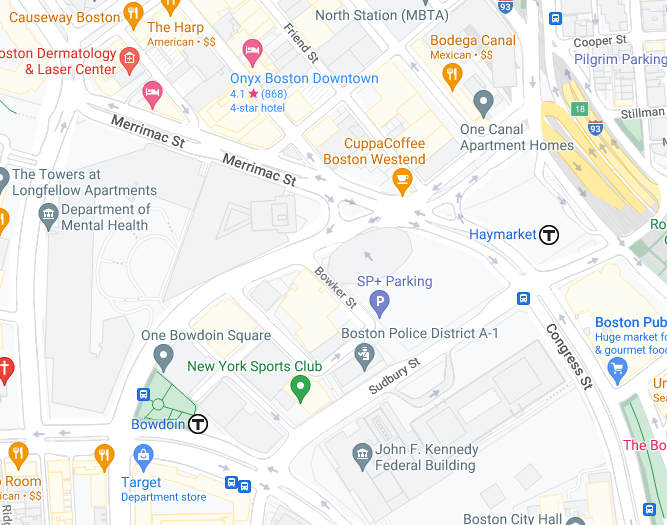 Causeway Boston
The Harp
American • $$
Friend St
North Station (MBTA)
93
Cooper St
Pilgrim Parking
Boston Dermatology
& Laser Center
Onyx Boston Downtown
4.1 ★ (868)
4-star hotel
Bodega Canal
Mexican • $$
18
93
Stillman
One Canal
Apartment Homes
Merrimac St
Merrimac St
CuppaCoffee
Boston Westend
The Towers at
Longfellow Apartments
Department of
Mental Health
Haymarket
T
Ro
Bowker St
SP+ Parking
P
One Bowdoin Square
Boston Police District A-1
Boston Pub
Huge market fo
& gourmet food
Congress St
New York Sports Club
Sudbury St
Un
Sea
Bowdoin
T
John F. Kennedy
Federal Building
The Bo
o Room
ican • $$
Target
Department store
Ridg
Boston City Hall